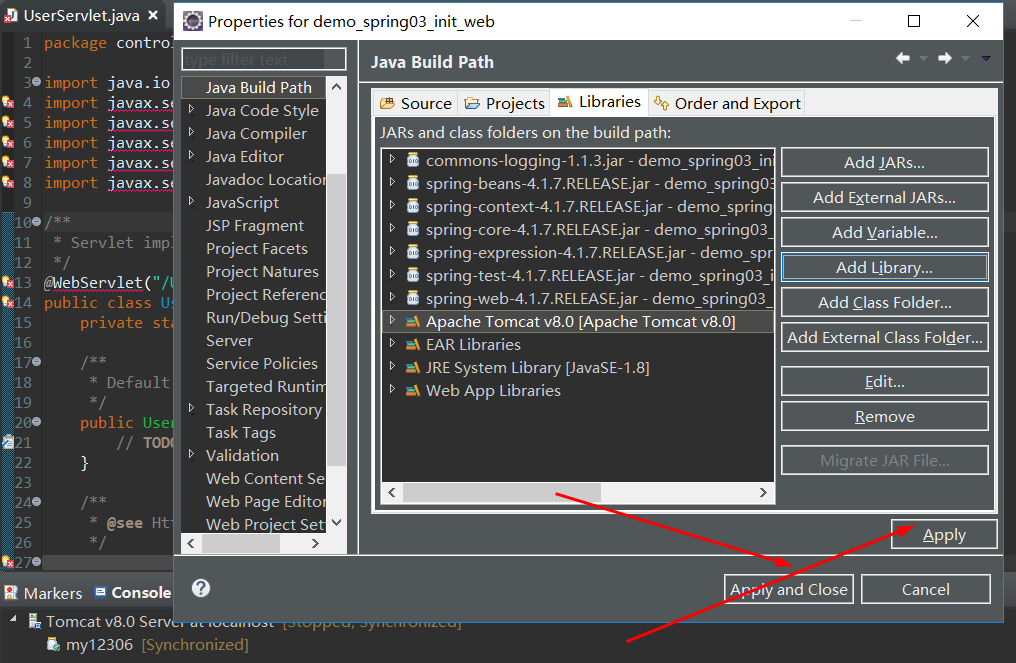 UserServlet.java
Properties for demo_spring03_init_web
1 package contro
2
3 import java.io
4 import javax.se
5 import javax.se
6 import javax.se
7 import javax.se
8 import javax.se
9
10 /**
11 * Servlet impl
12 */
13 @WebServlet("/U
14 public class Us
15 private sta
16
17 /**
18 * Default
19 */
20 public User
21 // TODO
22 }
23
24 /**
25 * @see Htt
26 */
27
type filter text
Java Build Path
Java Code Style
Java Compiler
Java Editor
Javadoc Location
JavaScript
JSP Fragment
Project Facets
Project Natures
Project Referenc
Run/Debug Setti
Server
Service Policies
Targeted Runtim
Task Repository
Task Tags
Validation
Web Content Se
Web Page Editor
Web Project Sett
Java Build Path
Source
Projects
Libraries
Order and Export
JARs and class folders on the build path:
commons-logging-1.1.3.jar - demo_spring03_ini
spring-beans-4.1.7.RELEASE.jar - demo_spring03
spring-context-4.1.7.RELEASE.jar - demo_spring
spring-core-4.1.7.RELEASE.jar - demo_spring03_
spring-expression-4.1.7.RELEASE.jar - demo_spr
spring-test-4.1.7.RELEASE.jar - demo_spring03_i
spring-web-4.1.7.RELEASE.jar - demo_spring03_
Apache Tomcat v8.0 [Apache Tomcat v8.0]
EAR Libraries
JRE System Library [JavaSE-1.8]
Web App Libraries
Add JARs...
Add External JARs...
Add Variable...
Add Library...
Add Class Folder...
Add External Class Folder...
Edit...
Remove
Migrate JAR File...
Apply
Apply and Close
Cancel
Markers
Console
Tomcat v8.0 Server at localhost [Stopped, Synchronized]
my12306 [Synchronized]